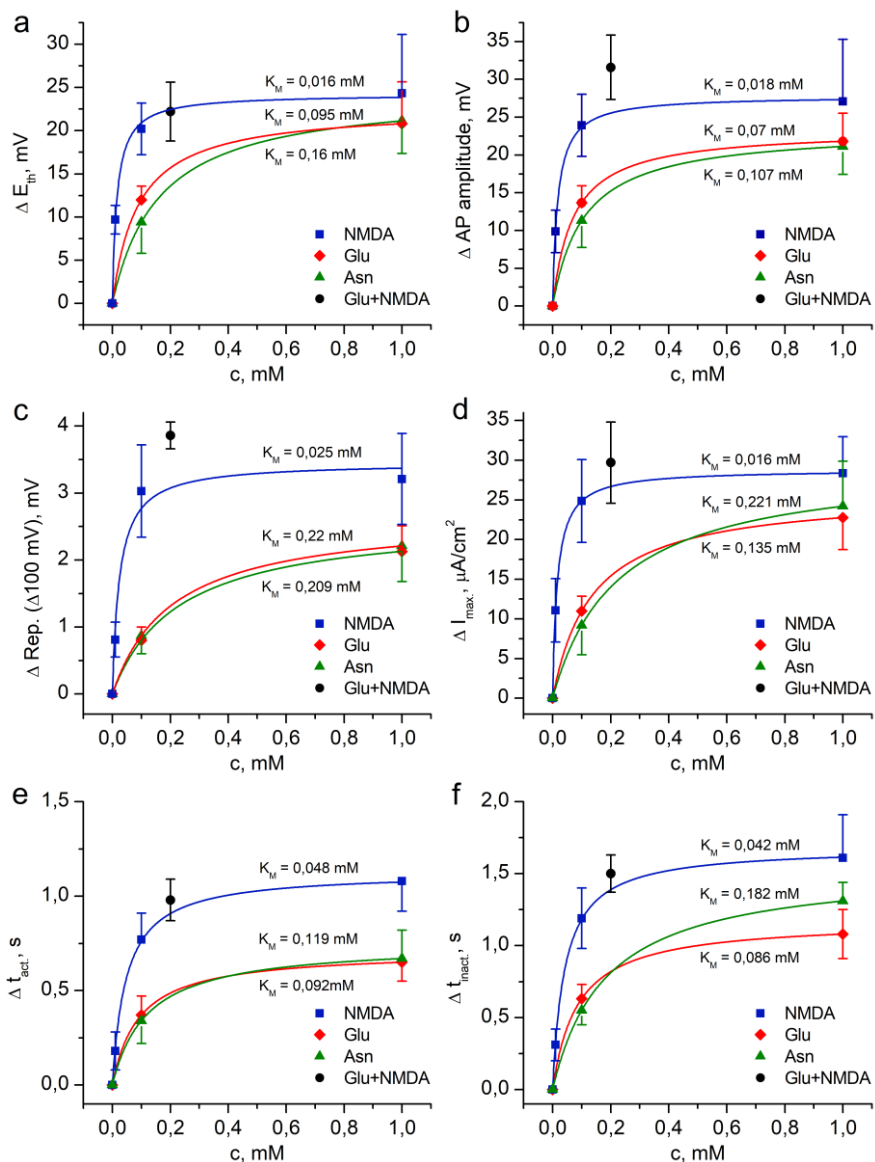 a
Δ E_th, mV
30
25
20
15
10
5
0
K_M = 0,016 mM
K_M = 0,095 mM
K_M = 0,16 mM
NMDA
Glu
Asn
Glu+NMDA
0,0 0,2 0,4 0,6 0,8 1,0
c, mM
b
Δ AP amplitude, mV
35
30
25
20
15
10
5
0
K_M = 0,018 mM
K_M = 0,07 mM
K_M = 0,107 mM
NMDA
Glu
Asn
Glu+NMDA
0,0 0,2 0,4 0,6 0,8 1,0
c, mM
c
Δ Rep. (Δ100 mV), mV
4
3
2
1
0
K_M = 0,025 mM
K_M = 0,22 mM
K_M = 0,209 mM
NMDA
Glu
Asn
Glu+NMDA
0,0 0,2 0,4 0,6 0,8 1,0
c, mM
d
Δ I_max., µA/cm²
35
30
25
20
15
10
5
0
K_M = 0,016 mM
K_M = 0,221 mM
K_M = 0,135 mM
NMDA
Glu
Asn
Glu+NMDA
0,0 0,2 0,4 0,6 0,8 1,0
c, mM
e
Δ t_act., s
1,5
1,0
0,5
0,0
K_M = 0,048 mM
K_M = 0,119 mM
K_M = 0,092mM
NMDA
Glu
Asn
Glu+NMDA
0,0 0,2 0,4 0,6 0,8 1,0
c, mM
f
Δ t_inact., s
2,0
1,5
1,0
0,5
0,0
K_M = 0,042 mM
K_M = 0,182 mM
K_M = 0,086 mM
NMDA
Glu
Asn
Glu+NMDA
0,0 0,2 0,4 0,6 0,8 1,0
c, mM